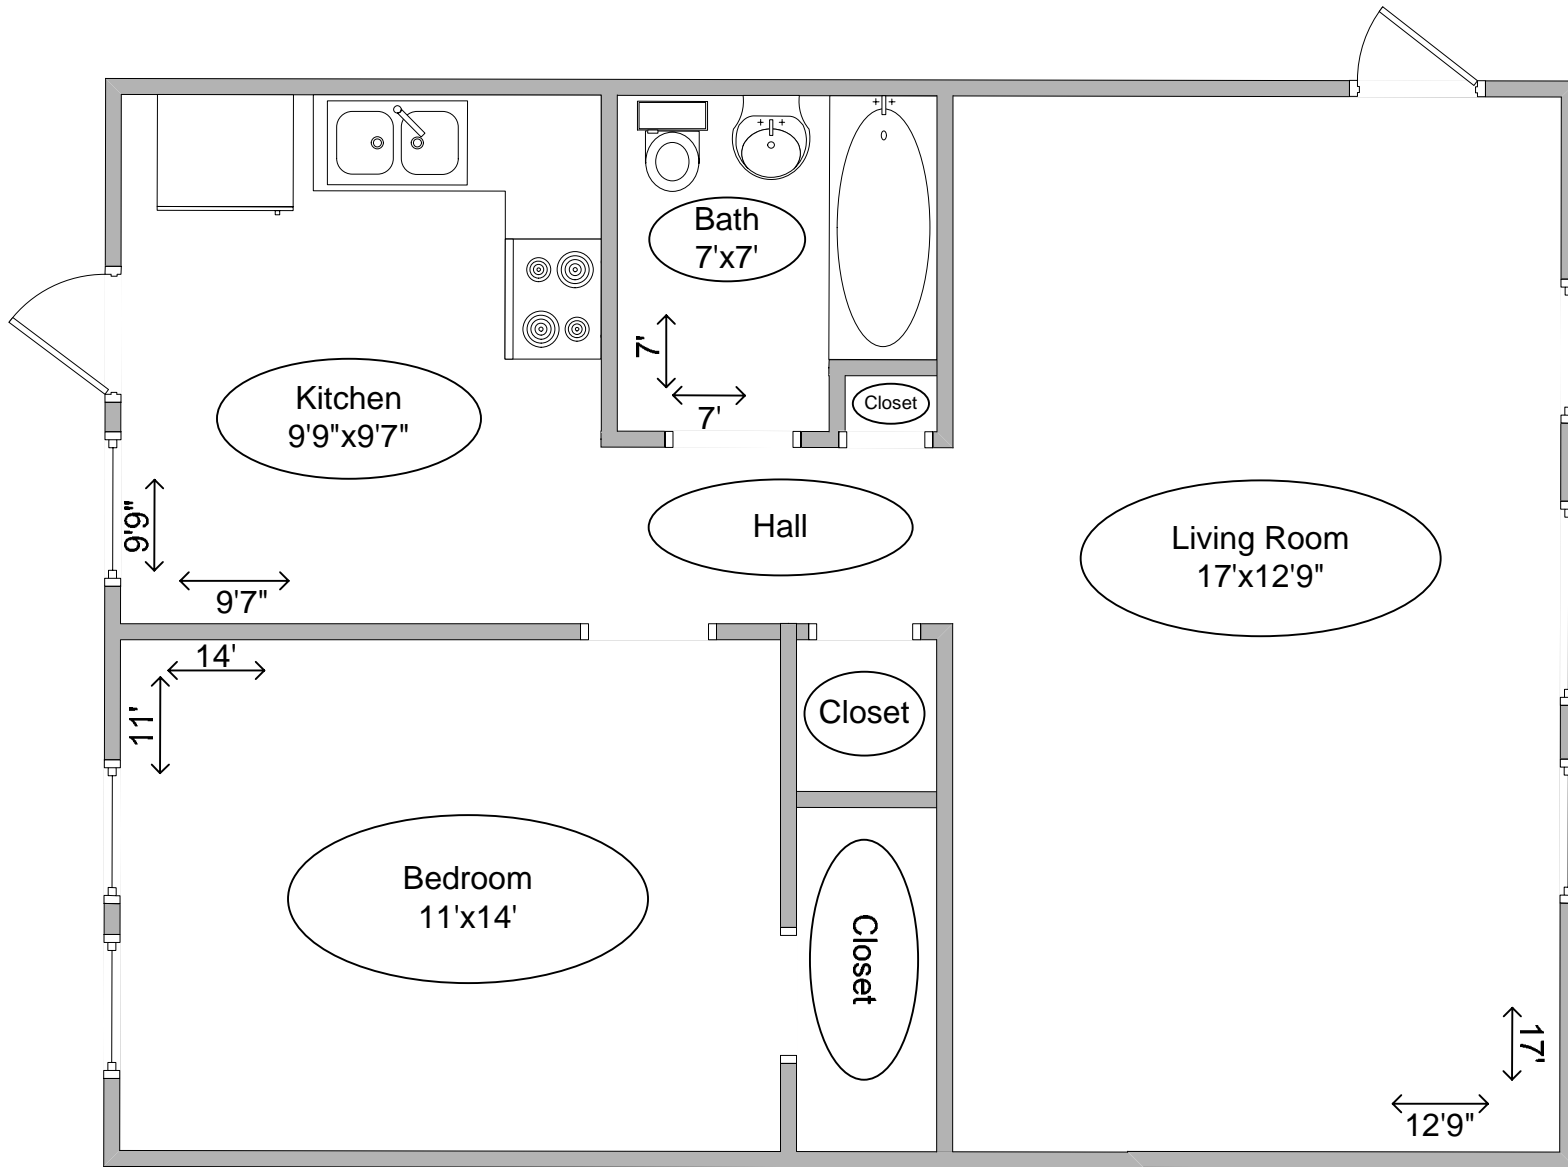 Bath
7'x7'
7'
7'
Closet
Kitchen
9'9"x9'7"
9'9"
9'7"
Hall
Living Room
17'x12'9"
14'
11'
Closet
Bedroom
11'x14'
Closet
17'
12'9"